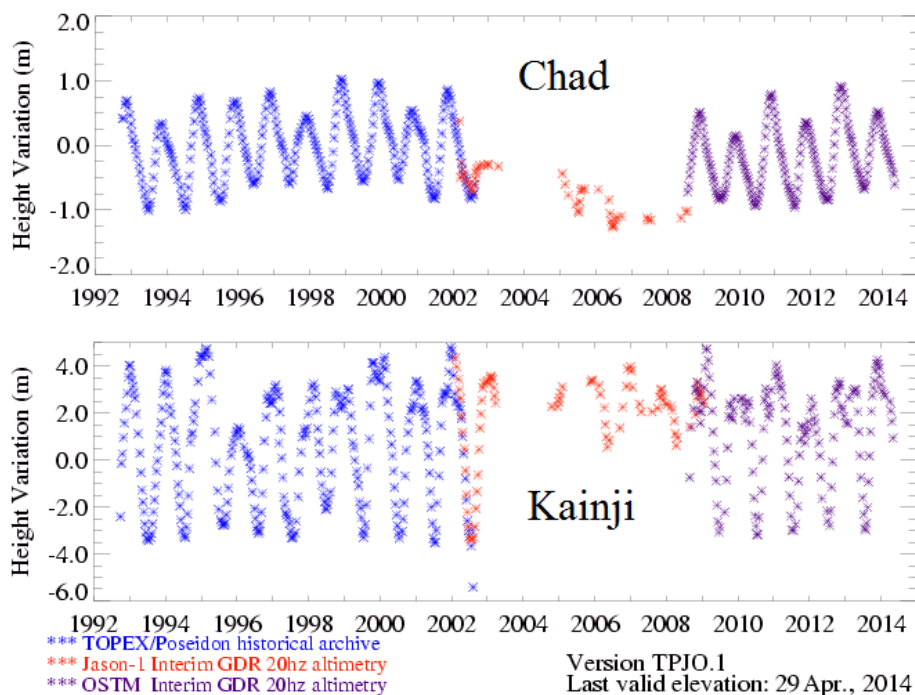 2.0
1.0
0.0
-1.0
-2.0
Height Variation (m)
Chad
1992 1994 1996 1998 2000 2002 2004 2006 2008 2010 2012 2014
4.0
2.0
0.0
-2.0
-4.0
-6.0
Height Variation (m)
Kainji
1992 1994 1996 1998 2000 2002 2004 2006 2008 2010 2012 2014
*** TOPEX/Poseidon historical archive
*** Jason-1 Interim GDR 20hz altimetry
*** OSTM Interim GDR 20hz altimetry
Version TPJO.1
Last valid elevation: 29 Apr., 2014